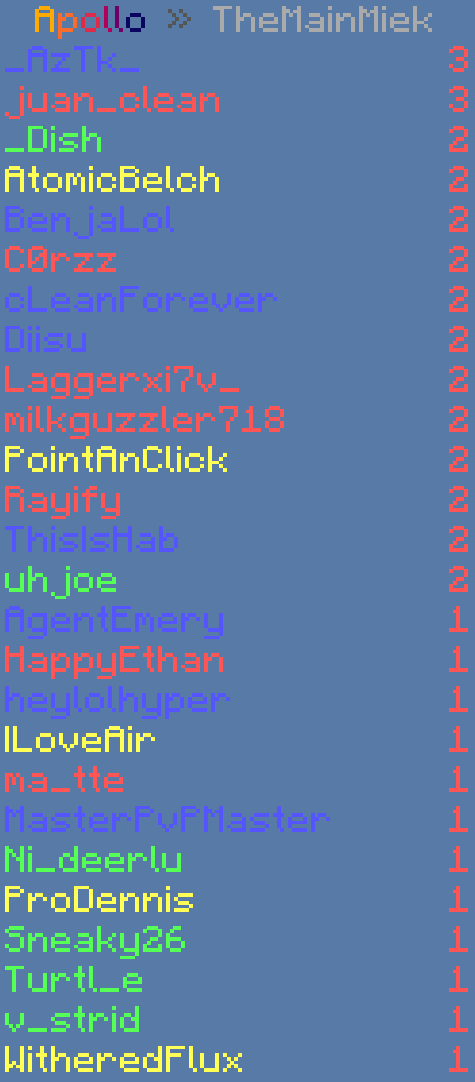 Apollo » TheMainMiek
_AzTk_ 3
juan_clean 3
_Dish 2
AtomicBelch 2
BenjaLol 2
C0rzz 2
cLeanForever 2
Diisu 2
Laggerxi7v_ 2
milkguzzler718 2
PointAnClick 2
Rayify 2
ThisIsHab 2
uhjoe 2
AgentEmery 1
HappyEthan 1
heylolhyper 1
ILoveAir 1
ma_tte 1
MasterPvPMaster 1
Ni_deerlu 1
ProDennis 1
Sneaky26 1
Turtl_e 1
v_strid 1
WitheredFlux 1